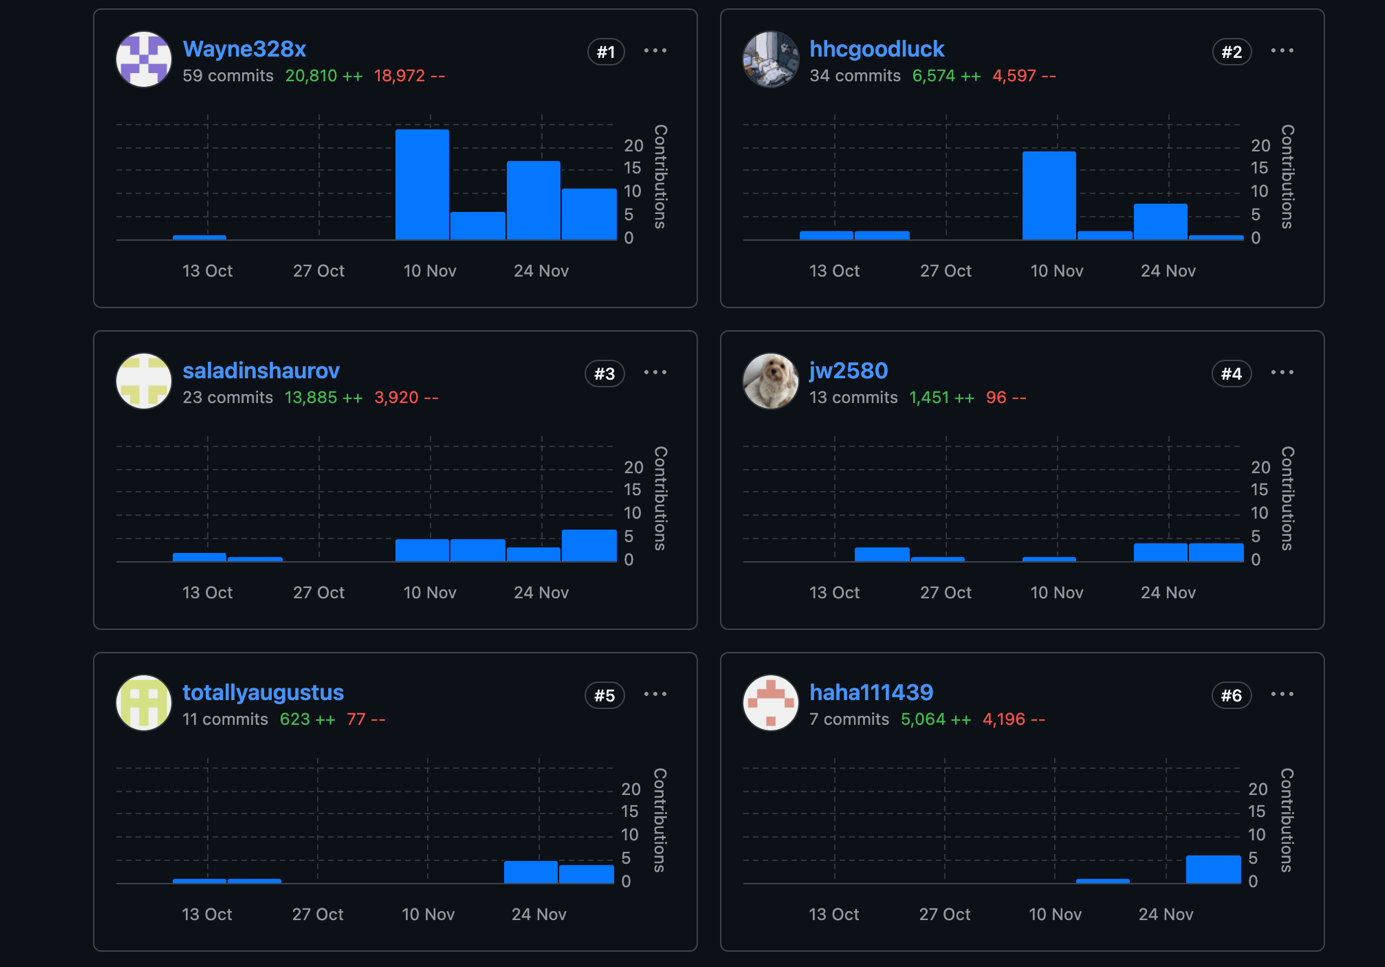 Wayne328x #1 ...
59 commits 20,810 ++ 18,972 --
20
15
10
5
0
Contributions
13 Oct 27 Oct 10 Nov 24 Nov
hhcgoodluck #2 ...
34 commits 6,574 ++ 4,597 --
20
15
10
5
0
Contributions
13 Oct 27 Oct 10 Nov 24 Nov
saladinshaurov #3 ...
23 commits 13,885 ++ 3,920 --
20
15
10
5
0
Contributions
13 Oct 27 Oct 10 Nov 24 Nov
jw2580 #4 ...
13 commits 1,451 ++ 96 --
20
15
10
5
0
Contributions
13 Oct 27 Oct 10 Nov 24 Nov
totallyaugustus #5 ...
11 commits 623 ++ 77 --
20
15
10
5
0
Contributions
13 Oct 27 Oct 10 Nov 24 Nov
haha111439 #6 ...
7 commits 5,064 ++ 4,196 --
20
15
10
5
0
Contributions
13 Oct 27 Oct 10 Nov 24 Nov